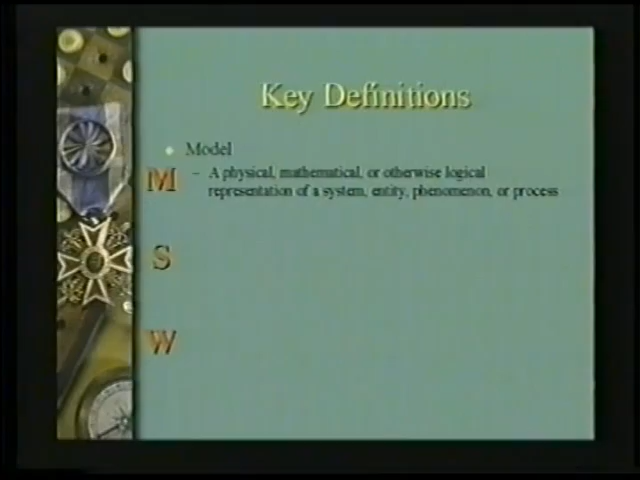 Key Definitions
Model
M
– A physical, mathematical, or otherwise logical
representation of a system, entity, phenomenon, or process
S
W